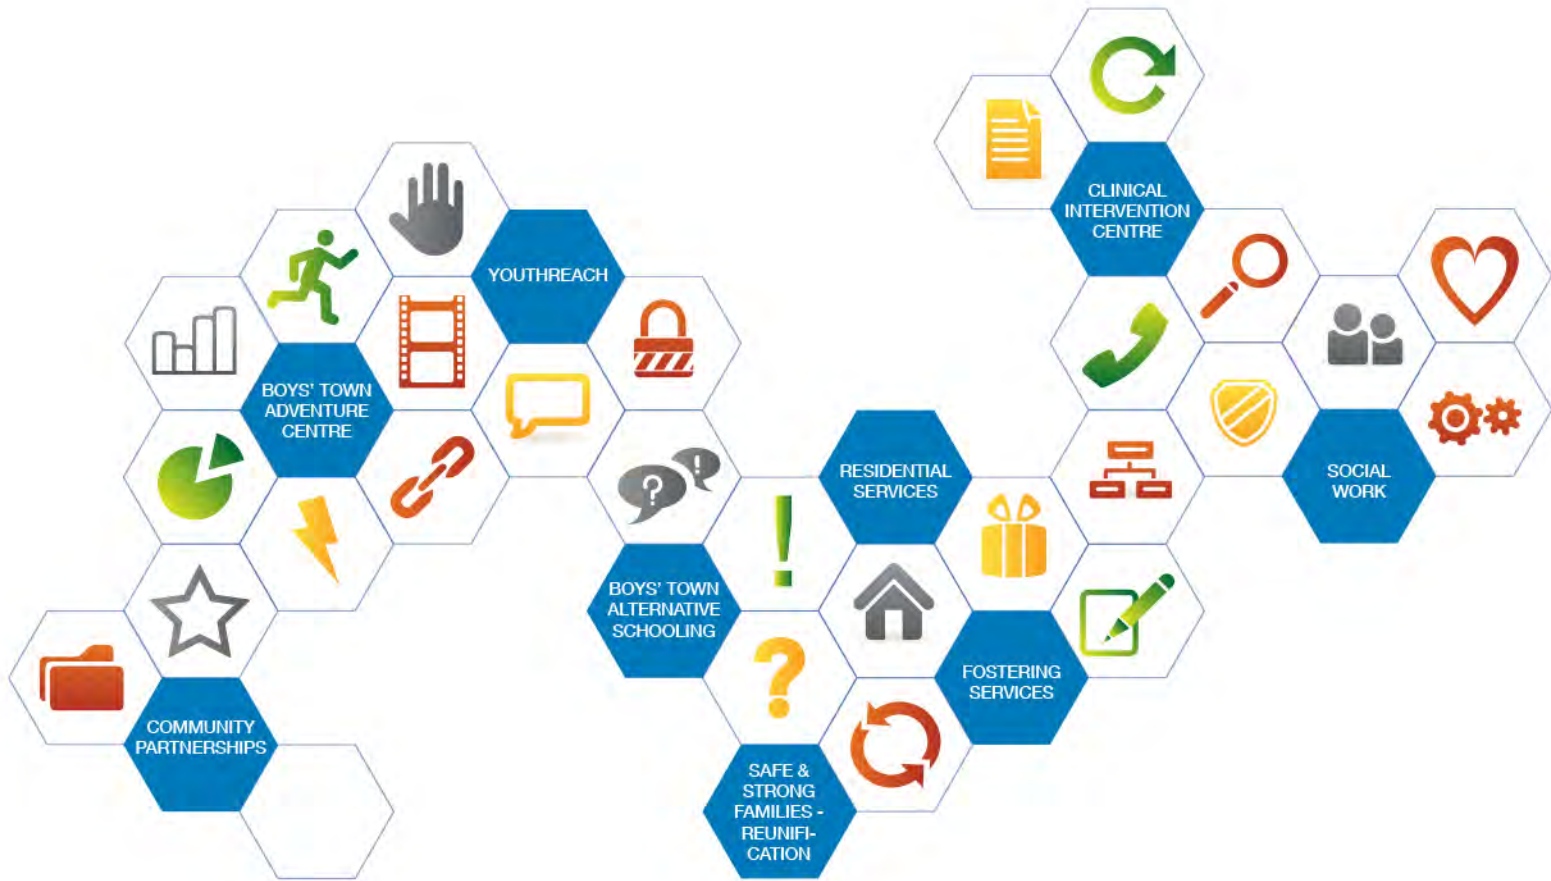 CLINICAL
INTERVENTION
CENTRE
YOUTHREACH
BOYS' TOWN
ADVENTURE
CENTRE
RESIDENTIAL
SERVICES
SOCIAL
WORK
BOYS' TOWN
ALTERNATIVE
SCHOOLING
FOSTERING
SERVICES
COMMUNITY
PARTNERSHIPS
SAFE &
STRONG
FAMILIES -
REUNIFI-
CATION